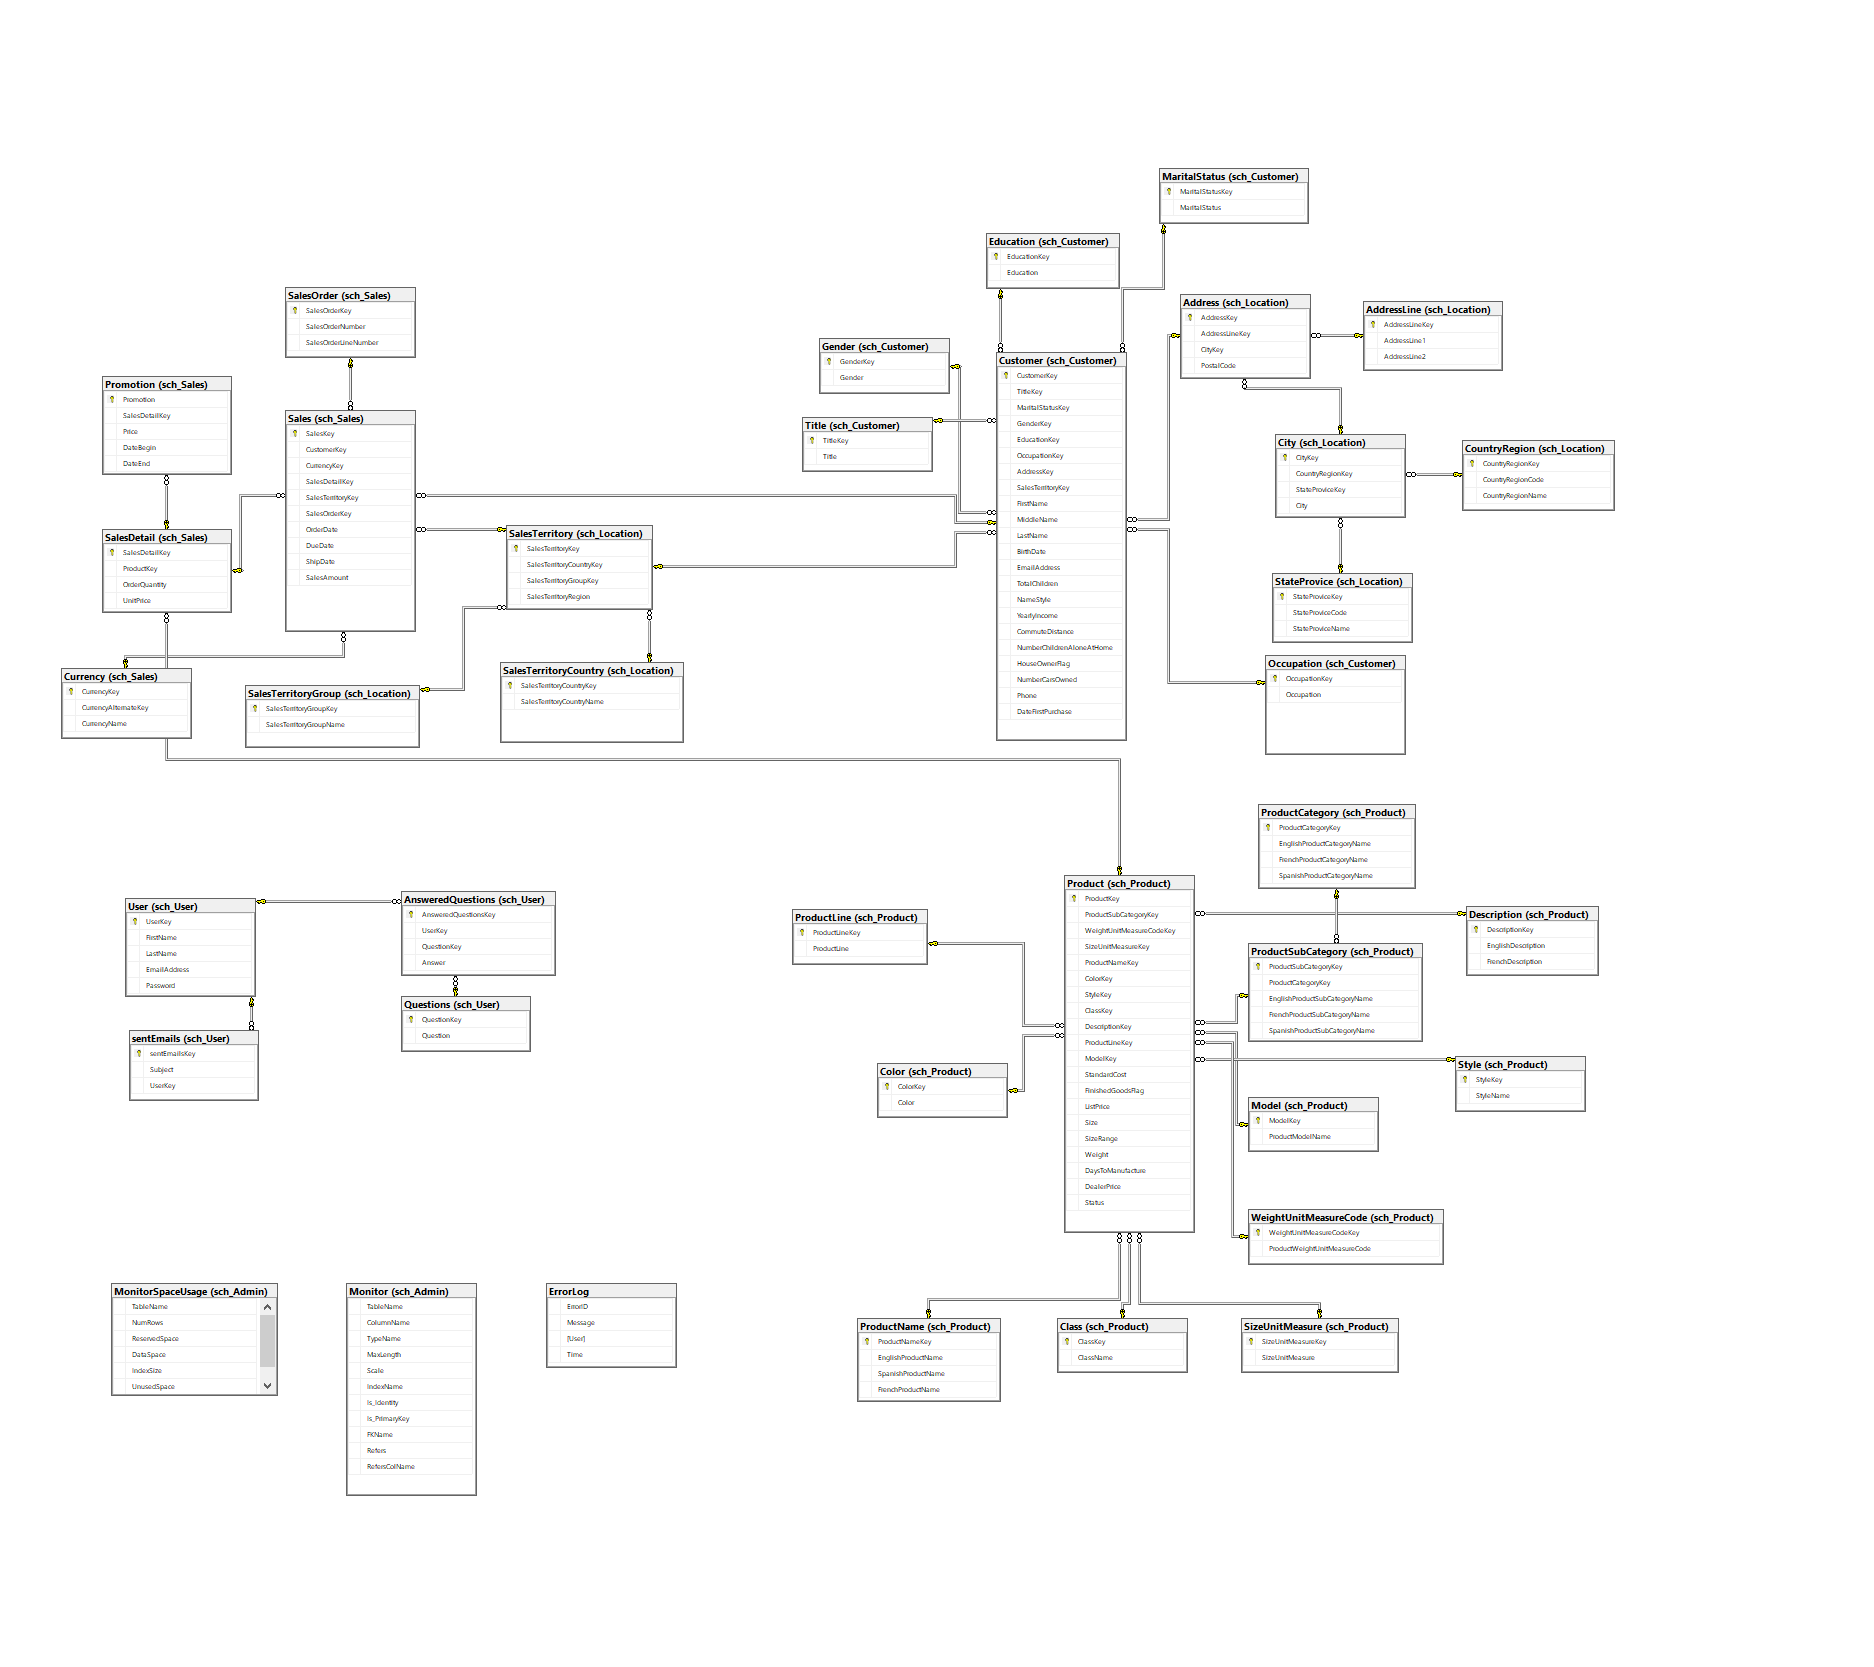 MaritalStatus (sch_Customer)
MaritalStatusKey
MaritalStatus
Education (sch_Customer)
EducationKey
Education
SalesOrder (sch_Sales)
SalesOrderKey
SalesOrderNumber
SalesOrderLineNumber
Address (sch_Location)
AddressKey
AddressLineKey
CityKey
PostalCode
AddressLine (sch_Location)
AddressLineKey
AddressLine1
AddressLine2
Gender (sch_Customer)
GenderKey
Gender
Customer (sch_Customer)
CustomerKey
TitleKey
MaritalStatusKey
GenderKey
EducationKey
OccupationKey
AddressKey
SalesTerritoryKey
FirstName
MiddleName
LastName
BirthDate
EmailAddress
TotalChildren
NameStyle
YearlyIncome
CommuteDistance
NumberChildrenAloneAtHome
HouseOwnerFlag
NumberCarsOwned
Phone
DateFirstPurchase
Promotion (sch_Sales)
Promotion
SalesDetailKey
Price
DateBegin
DateEnd
Sales (sch_Sales)
SalesKey
CustomerKey
CurrencyKey
SalesDetailKey
SalesTerritoryKey
SalesOrderKey
OrderDate
DueDate
ShipDate
SalesAmount
Title (sch_Customer)
TitleKey
Title
City (sch_Location)
CityKey
CountryRegionKey
StateProviceKey
City
CountryRegion (sch_Location)
CountryRegionKey
CountryRegionCode
CountryRegionName
SalesDetail (sch_Sales)
SalesDetailKey
ProductKey
OrderQuantity
UnitPrice
SalesTerritory (sch_Location)
SalesTerritoryKey
SalesTerritoryCountryKey
SalesTerritoryGroupKey
SalesTerritoryRegion
StateProvice (sch_Location)
StateProviceKey
StateProviceCode
StateProviceName
Occupation (sch_Customer)
OccupationKey
Occupation
Currency (sch_Sales)
CurrencyKey
CurrencyAlternateKey
CurrencyName
SalesTerritoryGroup (sch_Location)
SalesTerritoryGroupKey
SalesTerritoryGroupName
SalesTerritoryCountry (sch_Location)
SalesTerritoryCountryKey
SalesTerritoryCountryName
ProductCategory (sch_Product)
ProductCategoryKey
EnglishProductCategoryName
FrenchProductCategoryName
SpanishProductCategoryName
Product (sch_Product)
ProductKey
ProductSubCategoryKey
WeightUnitMeasureCodeKey
SizeUnitMeasureKey
ProductNameKey
ColorKey
StyleKey
ClassKey
DescriptionKey
ProductLineKey
ModelKey
StandardCost
FinishedGoodsFlag
ListPrice
Size
SizeRange
Weight
DaysToManufacture
DealerPrice
Status
User (sch_User)
UserKey
FirstName
LastName
EmailAddress
Password
AnsweredQuestions (sch_User)
AnsweredQuestionsKey
UserKey
QuestionKey
Answer
ProductLine (sch_Product)
ProductLineKey
ProductLine
Description (sch_Product)
DescriptionKey
EnglishDescription
FrenchDescription
ProductSubCategory (sch_Product)
ProductSubCategoryKey
ProductCategoryKey
EnglishProductSubCategoryName
FrenchProductSubCategoryName
SpanishProductSubCategoryName
Questions (sch_User)
QuestionKey
Question
sentEmails (sch_User)
sentEmailsKey
Subject
UserKey
Color (sch_Product)
ColorKey
Color
Style (sch_Product)
StyleKey
StyleName
Model (sch_Product)
ModelKey
ProductModelName
WeightUnitMeasureCode (sch_Product)
WeightUnitMeasureCodeKey
ProductWeightUnitMeasureCode
MonitorSpaceUsage (sch_Admin)
TableName
NumRows
ReservedSpace
DataSpace
IndexSize
UnusedSpace
Monitor (sch_Admin)
TableName
ColumnName
TypeName
MaxLength
Scale
IndexName
Is_Identity
Is_PrimaryKey
FKName
Refers
RefersColName
ErrorLog
ErrorID
Message
[User]
Time
ProductName (sch_Product)
ProductNameKey
EnglishProductName
SpanishProductName
FrenchProductName
Class (sch_Product)
ClassKey
ClassName
SizeUnitMeasure (sch_Product)
SizeUnitMeasureKey
SizeUnitMeasure